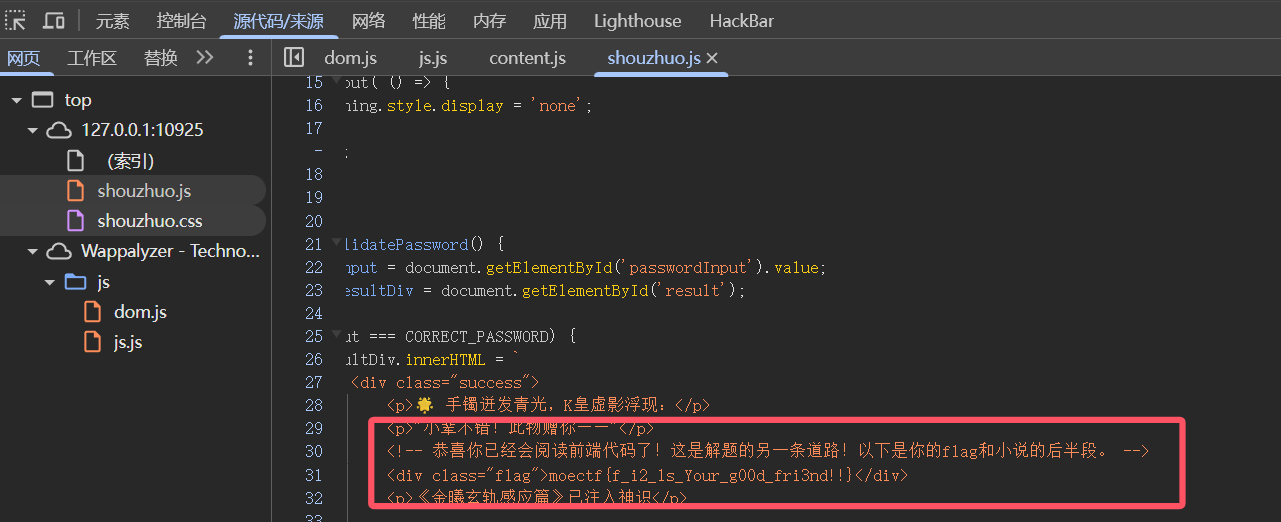 元素 控制台 源代码/来源 网络 性能 内存 应用 Lighthouse HackBar
网页 工作区 替换 dom.js js.js content.js shouzhuo.js
top
127.0.0.1:10925
(索引)
shouzhuo.js
shouzhuo.css
Wappalyzer - Techno...
js
dom.js
js.js
15 out( () => {
16 ning.style.display = 'none';
17
- ;
18
19
20
21 lidatePassword() {
22 nput = document.getElementById('passwordInput').value;
23 esultDiv = document.getElementById('result');
24
25 ut === CORRECT_PASSWORD) {
26 ultDiv.innerHTML = `
27 <div class="success">
28 <p>🌟 手镯迸发青光，K皇虚影浮现：</p>
29 <p>"小辈不错！此物赠你——"</p>
30 <!-- 恭喜你已经会阅读前端代码了！这是解题的另一条道路！以下是你的flag和小说的后半段。 -->
31 <div class="flag">moectf{f_i2_1s_Your_g00d_fri3nd!!}</div>
32 <p>《金曦玄轨感应篇》已注入神识</p>
33